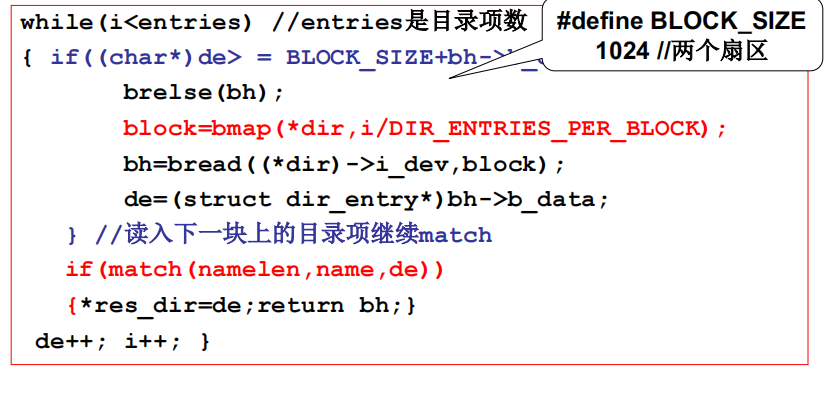 while(i<entries) //entries是目录项数
{ if((char*)de> = BLOCK_SIZE+bh->
brelse(bh);
block=bmap(*dir,i/DIR_ENTRIES_PER_BLOCK);
bh=bread((*dir)->i_dev,block);
de=(struct dir_entry*)bh->b_data;
} //读入下一块上的目录项继续match
if(match(namelen,name,de))
{*res_dir=de;return bh;}
de++; i++; }
#define BLOCK_SIZE
1024 //两个扇区